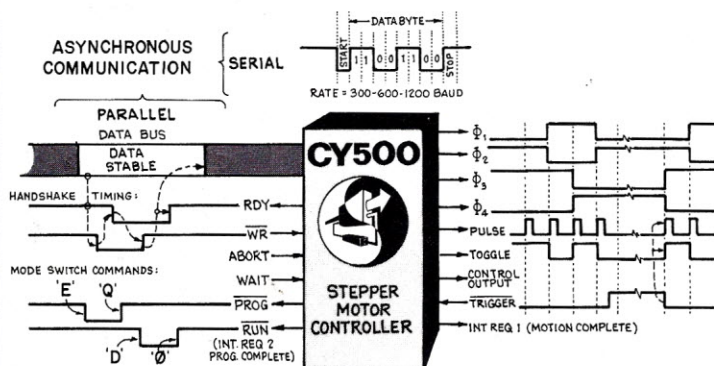 ASYNCHRONOUS
COMMUNICATION
SERIAL
DATA BYTE
START
1 1 0 0 1 1 0 0
STOP
RATE = 300-600-1200 BAUD
PARALLEL
DATA BUS
DATA
STABLE
HANDSHAKE TIMING:
RDY
WR
ABORT
WAIT
MODE SWITCH COMMANDS:
'E'
'Q'
PROG
RUN
(INT. REQ 2
PROG. COMPLETE)
'D'
'Ø'
CY500
STEPPER
MOTOR
CONTROLLER
Φ1
Φ2
Φ3
Φ4
PULSE
TOGGLE
CONTROL
OUTPUT
TRIGGER
INT REQ 1 (MOTION COMPLETE)